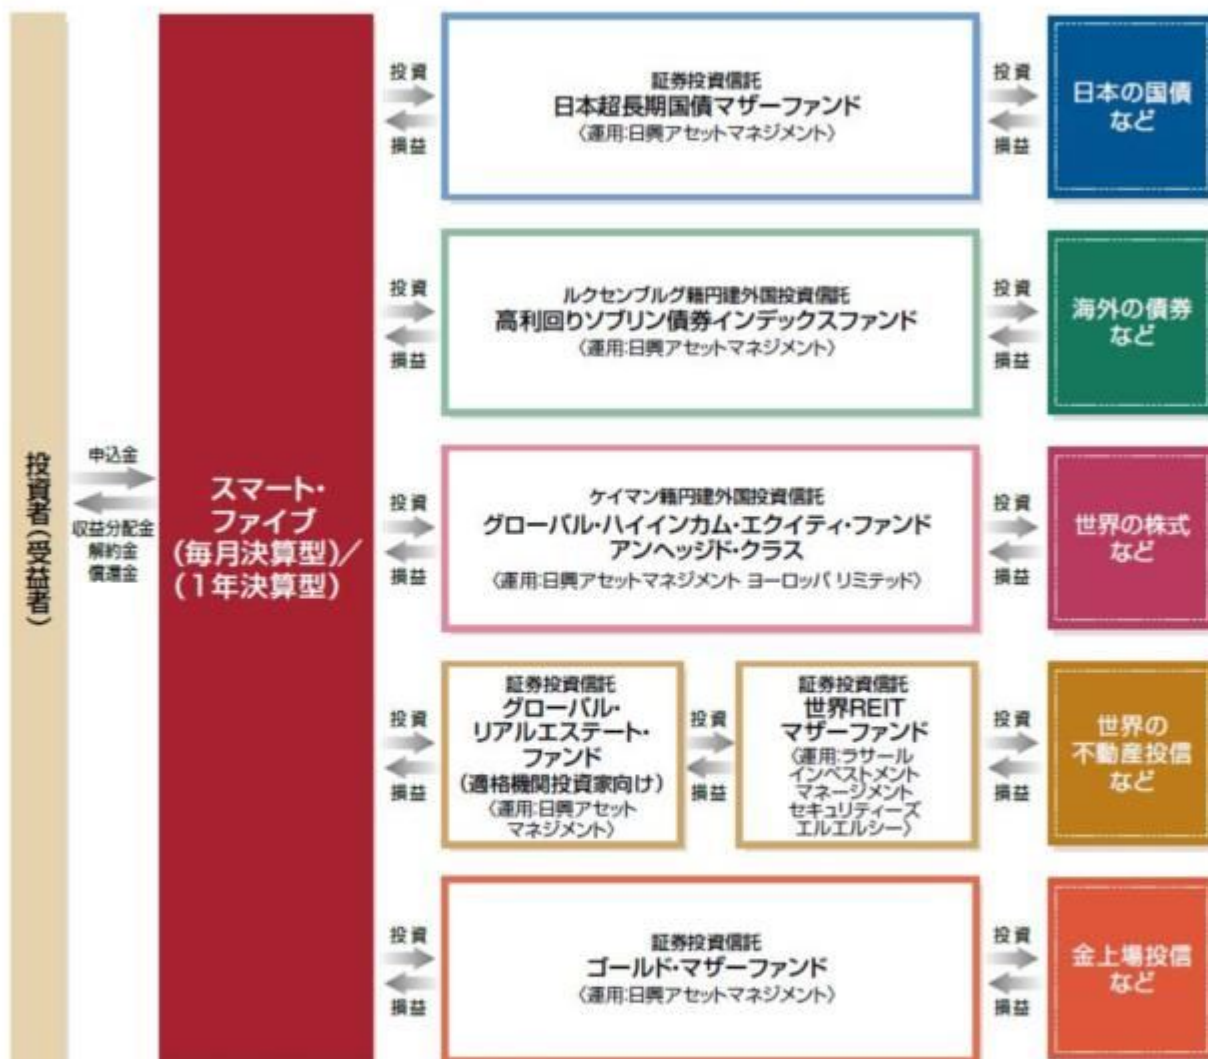 投資者(受益者)
申込金
収益分配金
解約金
償還金
スマート・
ファイブ
(毎月決算型)/
(1年決算型)
投資
損益
証券投資信託
日本超長期国債マザーファンド
〈運用:日興アセットマネジメント〉
投資
損益
日本の国債
など
投資
損益
ルクセンブルグ籍円建外国投資信託
高利回りソブリン債券インデックスファンド
〈運用:日興アセットマネジメント〉
投資
損益
海外の債券
など
投資
損益
ケイマン籍円建外国投資信託
グローバル・ハイインカム・エクイティ・ファンド
アンヘッジド・クラス
〈運用:日興アセットマネジメント ヨーロッパ リミテッド〉
投資
損益
世界の株式
など
投資
損益
証券投資信託
グローバル・
リアルエステート・
ファンド
(適格機関投資家向け)
〈運用:日興アセット
マネジメント〉
投資
損益
証券投資信託
世界REIT
マザーファンド
〈運用:ラサール
インベストメント
マネージメント
セキュリティーズ
エルエルシー〉
投資
損益
世界の
不動産投信
など
投資
損益
証券投資信託
ゴールド・マザーファンド
〈運用:日興アセットマネジメント〉
投資
損益
金上場投信
など